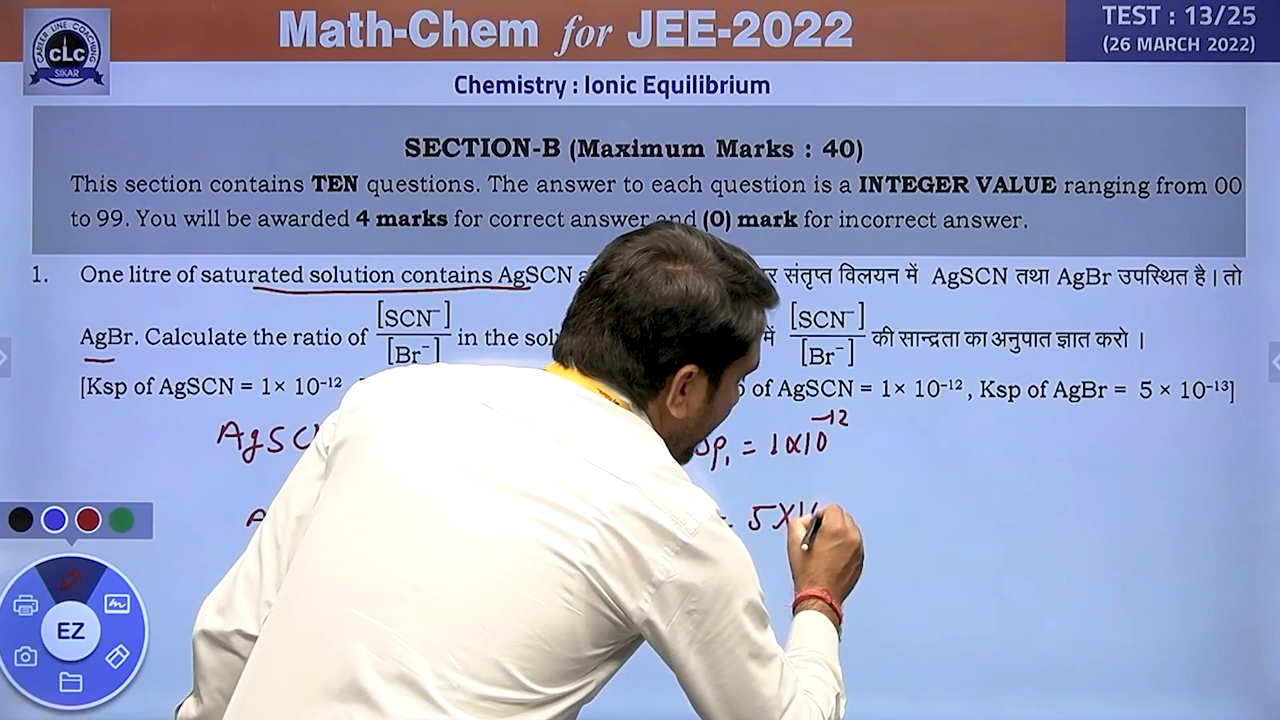 CAREER LINE COACHING
CLC
SIKAR
Math-Chem for JEE-2022
TEST : 13/25
(26 MARCH 2022)
Chemistry : Ionic Equilibrium
SECTION-B (Maximum Marks : 40)
This section contains TEN questions. The answer to each question is a INTEGER VALUE ranging from 00
to 99. You will be awarded 4 marks for correct answer and (0) mark for incorrect answer.
1. One litre of saturated solution contains AgSCN
संतृप्त विलयन में AgSCN तथा AgBr उपस्थित है। तो
AgBr. Calculate the ratio of [SCN⁻]/[Br⁻] in the
में [SCN⁻]/[Br⁻] की सान्द्रता का अनुपात ज्ञात करो ।
[Ksp of AgSCN = 1× 10⁻¹²
of AgSCN = 1× 10⁻¹² , Ksp of AgBr = 5 × 10⁻¹³]
= 1x10⁻¹²
5X
EZ